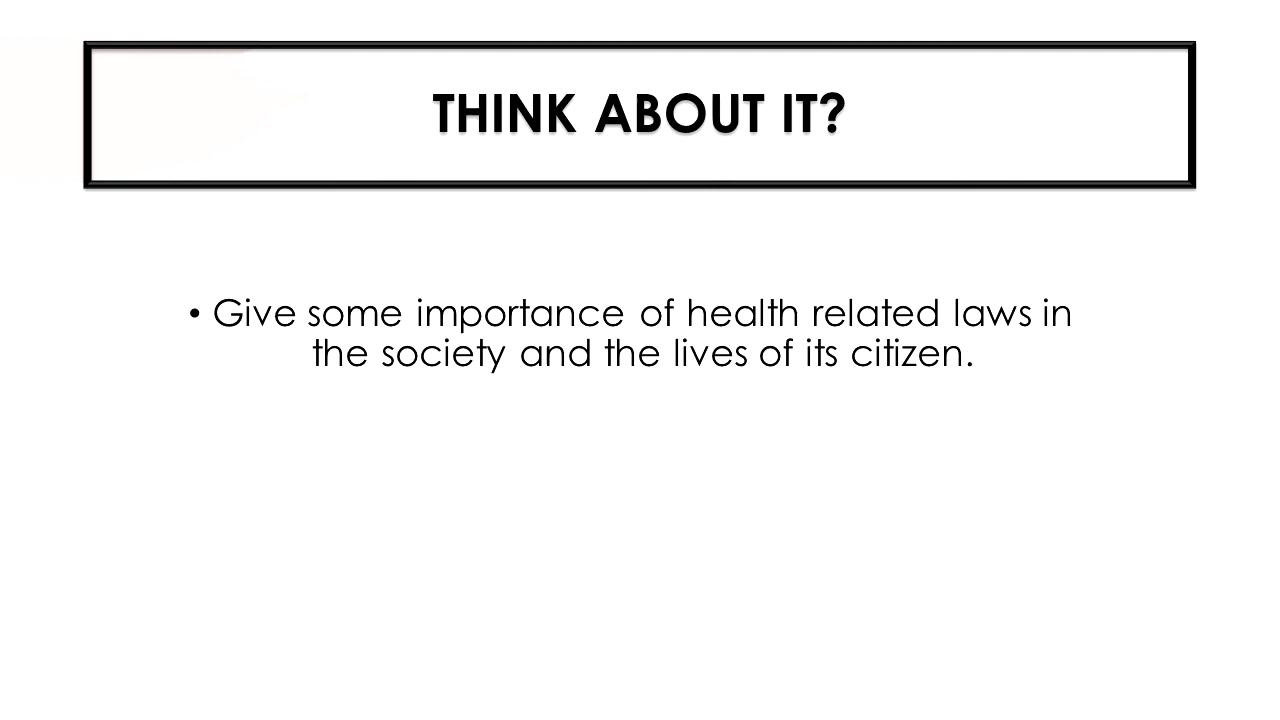 THINK ABOUT IT?
• Give some importance of health related laws in
the society and the lives of its citizen.